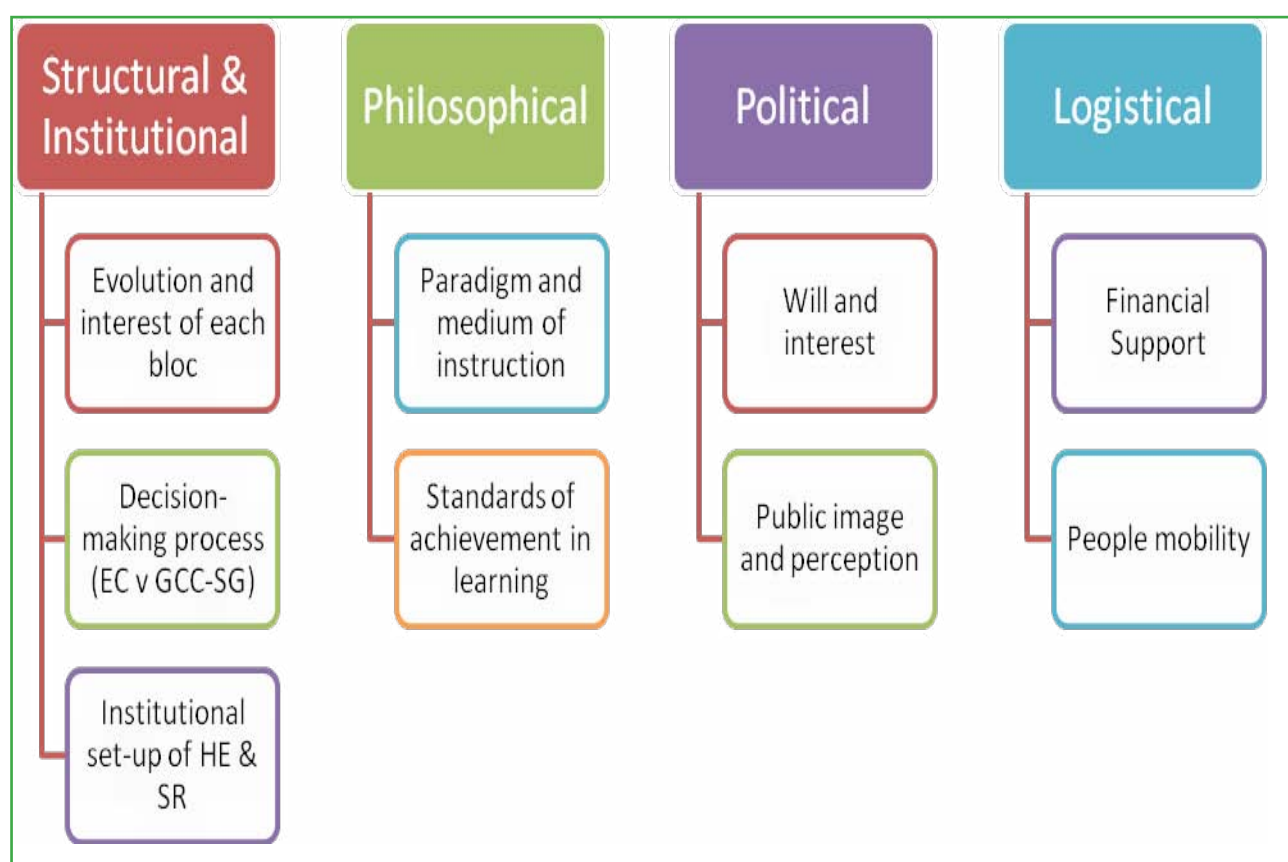 Structural &
Institutional
Evolution and
interest of each
bloc
Decision-
making process
(EC v GCC-SG)
Institutional
set-up of HE &
SR
Philosophical
Paradigm and
medium of
instruction
Standards of
achievement in
learning
Political
Will and
interest
Public image
and perception
Logistical
Financial
Support
People mobility